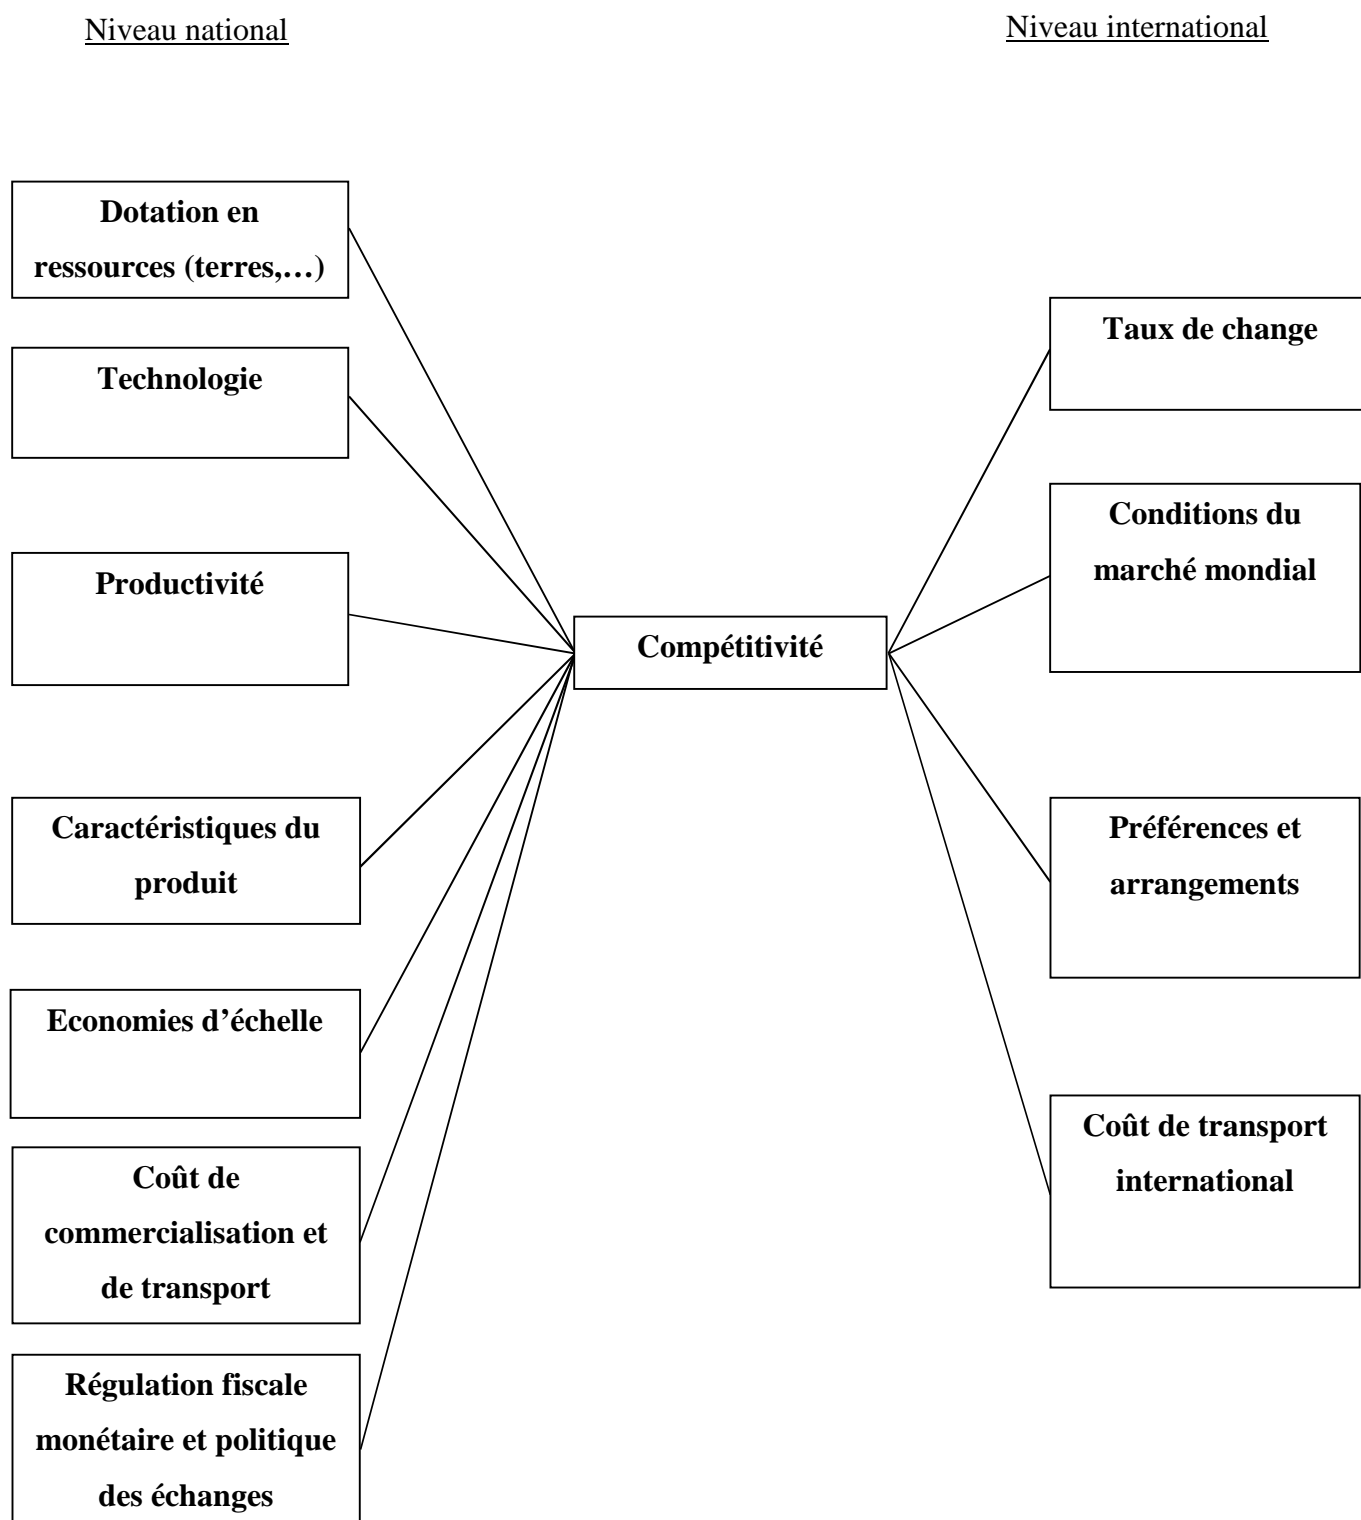 Niveau national
Niveau international
Dotation en
ressources (terres,…)
Technologie
Productivité
Caractéristiques du
produit
Economies d’échelle
Coût de
commercialisation et
de transport
Régulation fiscale
monétaire et politique
des échanges
Compétitivité
Taux de change
Conditions du
marché mondial
Préférences et
arrangements
Coût de transport
international